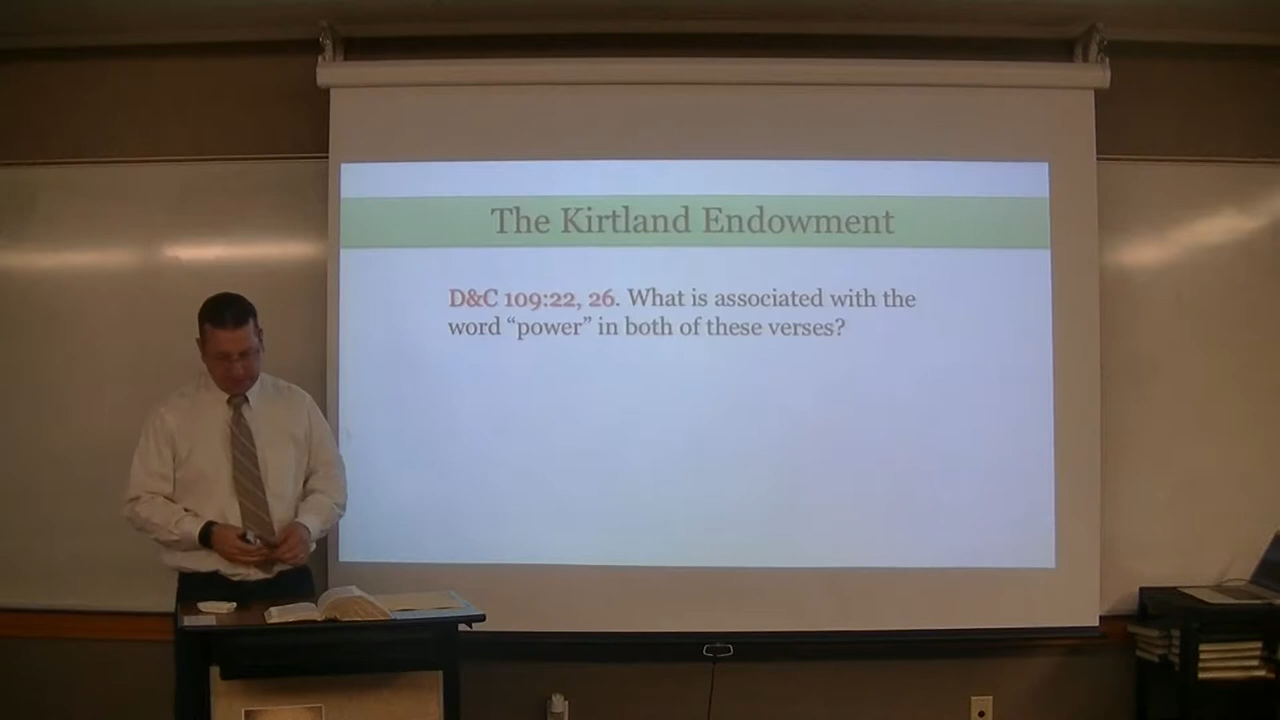 The Kirtland Endowment
D&C 109:22, 26. What is associated with the
word “power” in both of these verses?